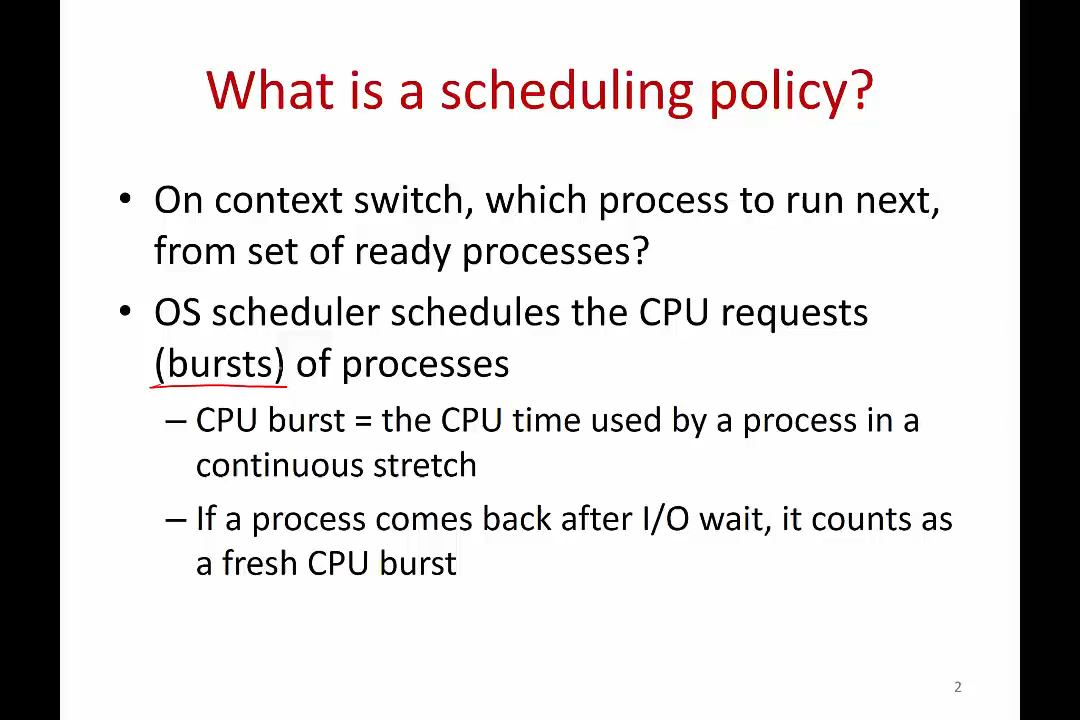 What is a scheduling policy?
• On context switch, which process to run next,
from set of ready processes?
• OS scheduler schedules the CPU requests
(bursts) of processes
– CPU burst = the CPU time used by a process in a
continuous stretch
– If a process comes back after I/O wait, it counts as
a fresh CPU burst
2